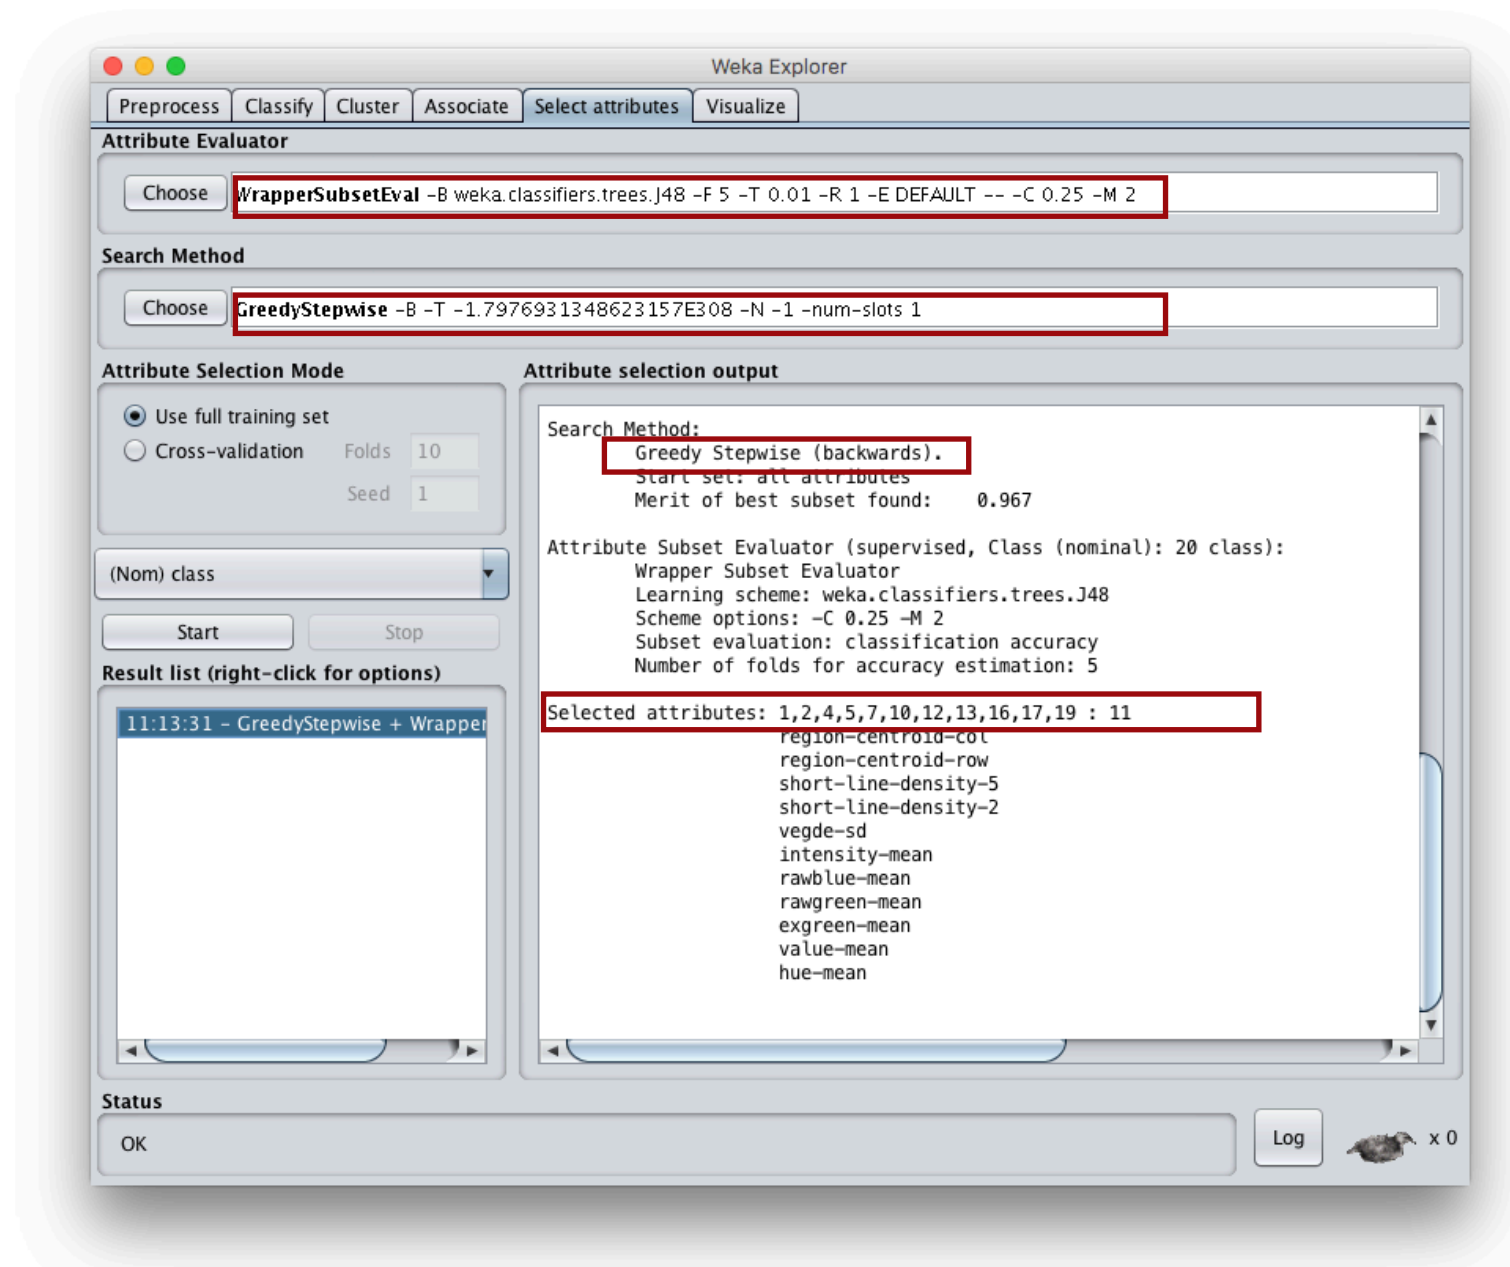 Weka Explorer
Preprocess Classify Cluster Associate Select attributes Visualize
Attribute Evaluator
Choose WrapperSubsetEval -B weka.classifiers.trees.J48 -F 5 -T 0.01 -R 1 -E DEFAULT -- -C 0.25 -M 2
Search Method
Choose GreedyStepwise -B -T -1.7976931348623157E308 -N -1 -num-slots 1
Attribute Selection Mode
Use full training set
Cross-validation Folds 10
Seed 1
(Nom) class
Start Stop
Result list (right-click for options)
11:13:31 - GreedyStepwise + Wrapper
Attribute selection output
Search Method:
Greedy Stepwise (backwards).
Start set: all attributes
Merit of best subset found: 0.967
Attribute Subset Evaluator (supervised, Class (nominal): 20 class):
Wrapper Subset Evaluator
Learning scheme: weka.classifiers.trees.J48
Scheme options: -C 0.25 -M 2
Subset evaluation: classification accuracy
Number of folds for accuracy estimation: 5
Selected attributes: 1,2,4,5,7,10,12,13,16,17,19 : 11
region-centroid-col
region-centroid-row
short-line-density-5
short-line-density-2
vegde-sd
intensity-mean
rawblue-mean
rawgreen-mean
exgreen-mean
value-mean
hue-mean
Status
OK
Log x 0